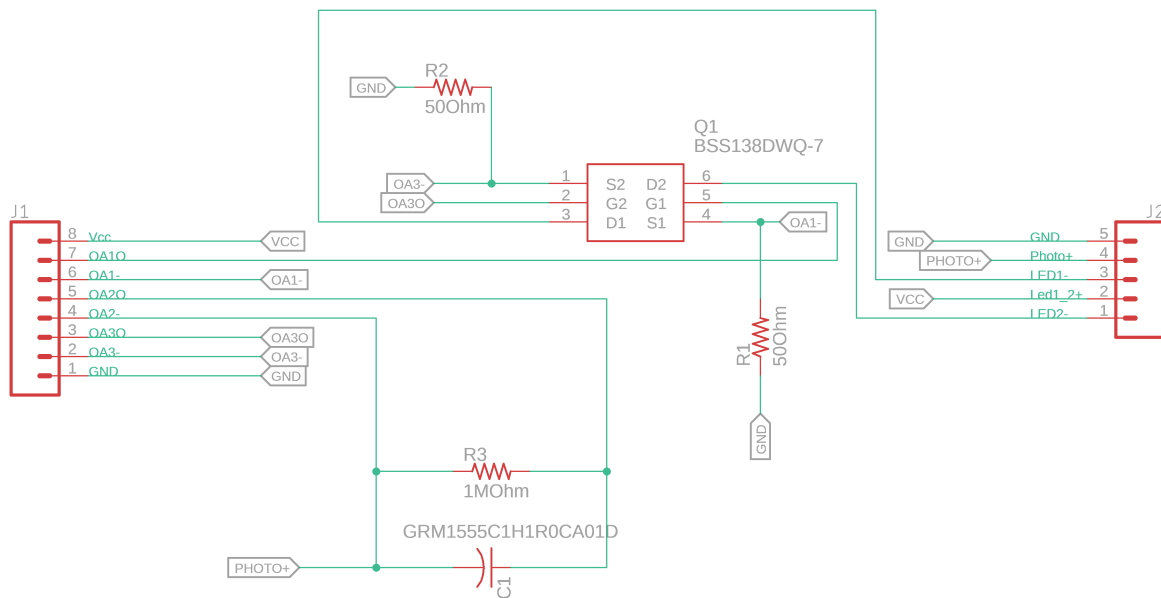 R2
GND
50Ohm
Q1
BSS138DWQ-7
OA3-
1
S2
D2
6
OA3O
2
G2
G1
5
3
D1
S1
4
OA1-
J1
8
Vcc
VCC
7
OA1O
6
OA1-
OA1-
5
OA2O
4
OA2-
3
OA3O
OA3O
2
OA3-
OA3-
1
GND
GND
J2
GND
GND
5
PHOTO+
Photo+
4
LED1-
3
VCC
Led1_2+
2
LED2-
1
R1
50Ohm
GND
R3
1MOhm
GRM1555C1H1R0CA01D
PHOTO+
C1